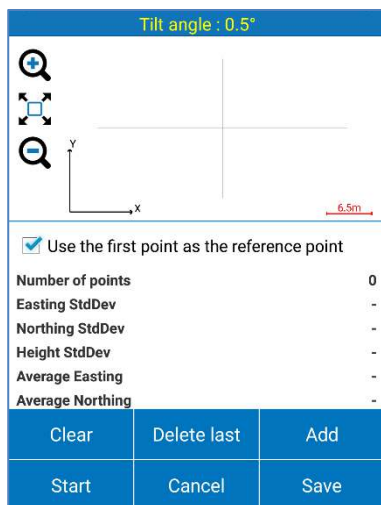 Tilt angle : 0.5°
Y
X
6.5m
Use the first point as the reference point
Number of points 0
Easting StdDev -
Northing StdDev -
Height StdDev -
Average Easting -
Average Northing -
Clear Delete last Add
Start Cancel Save